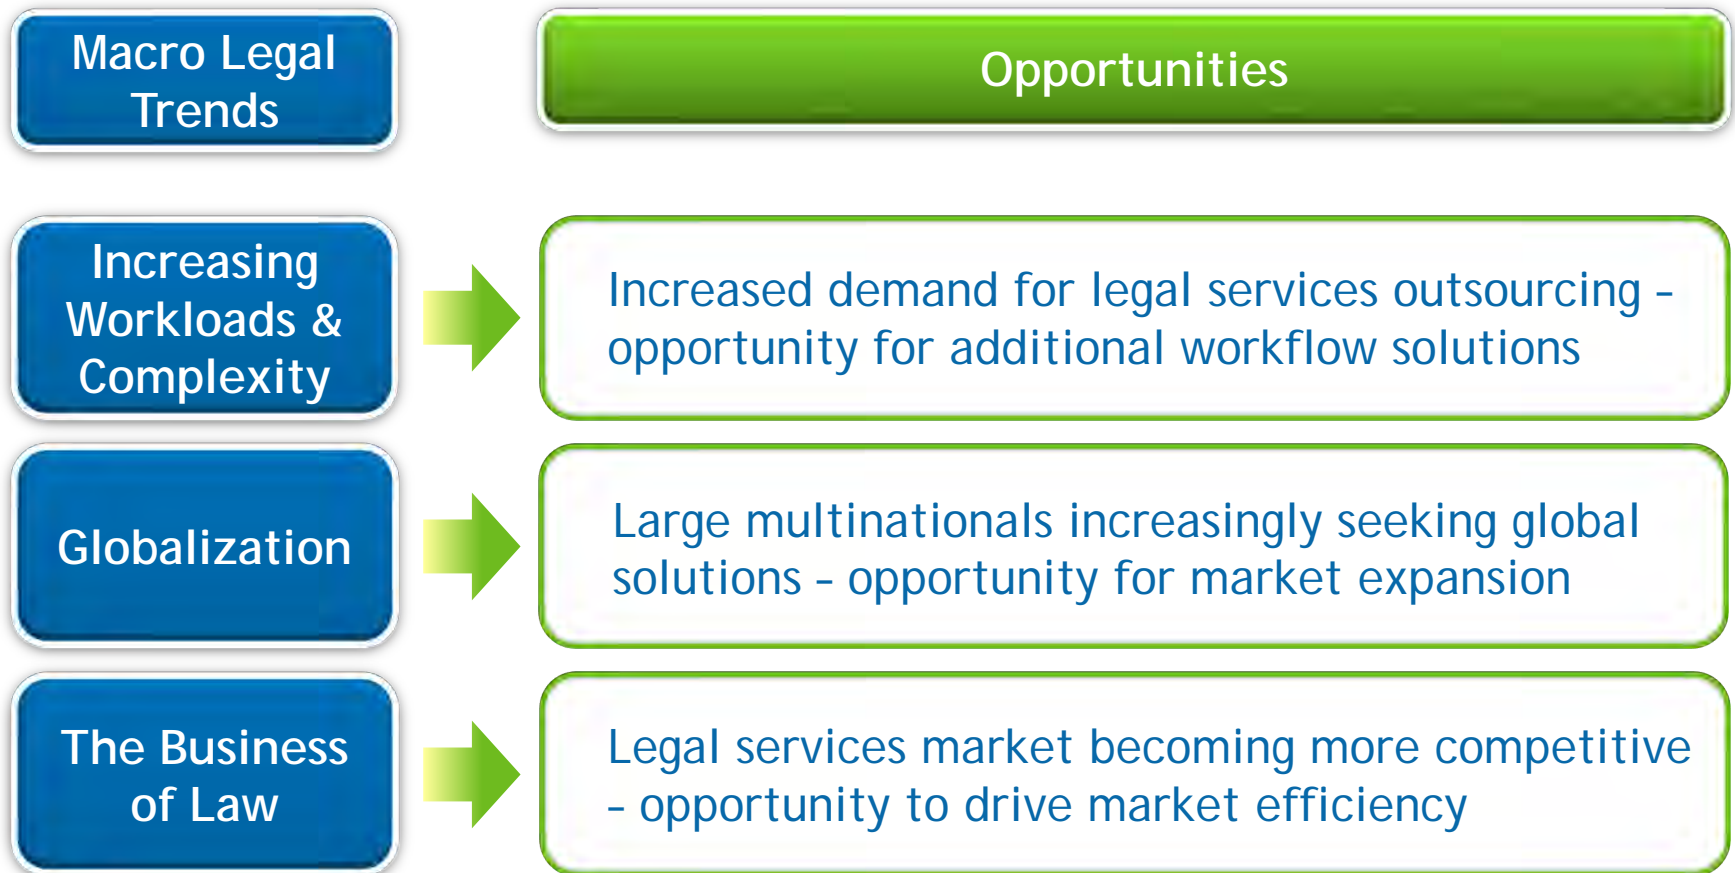 Macro Legal
Trends
Opportunities
Increasing
Workloads &
Complexity
Increased demand for legal services outsourcing –
opportunity for additional workflow solutions
Globalization
Large multinationals increasingly seeking global
solutions – opportunity for market expansion
The Business
of Law
Legal services market becoming more competitive
– opportunity to drive market efficiency